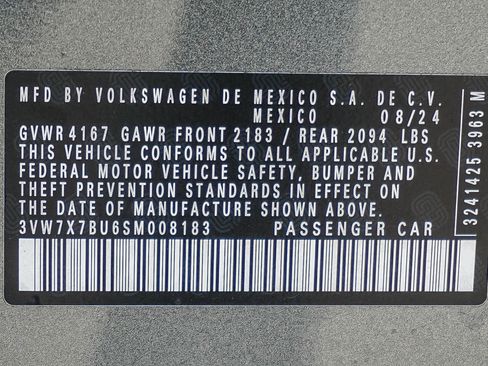 MFD BY VOLKSWAGEN DE MEXICO S.A. DE C.V.
MEXICO 08/24
GVWR 4167 GAWR FRONT 2183 / REAR 2094 LBS
THIS VEHICLE CONFORMS TO ALL APPLICABLE U.S.
FEDERAL MOTOR VEHICLE SAFETY, BUMPER AND
THEFT PREVENTION STANDARDS IN EFFECT ON
THE DATE OF MANUFACTURE SHOWN ABOVE.
3VW7X7BU6SM008183 PASSENGER CAR
3241425 3963 M